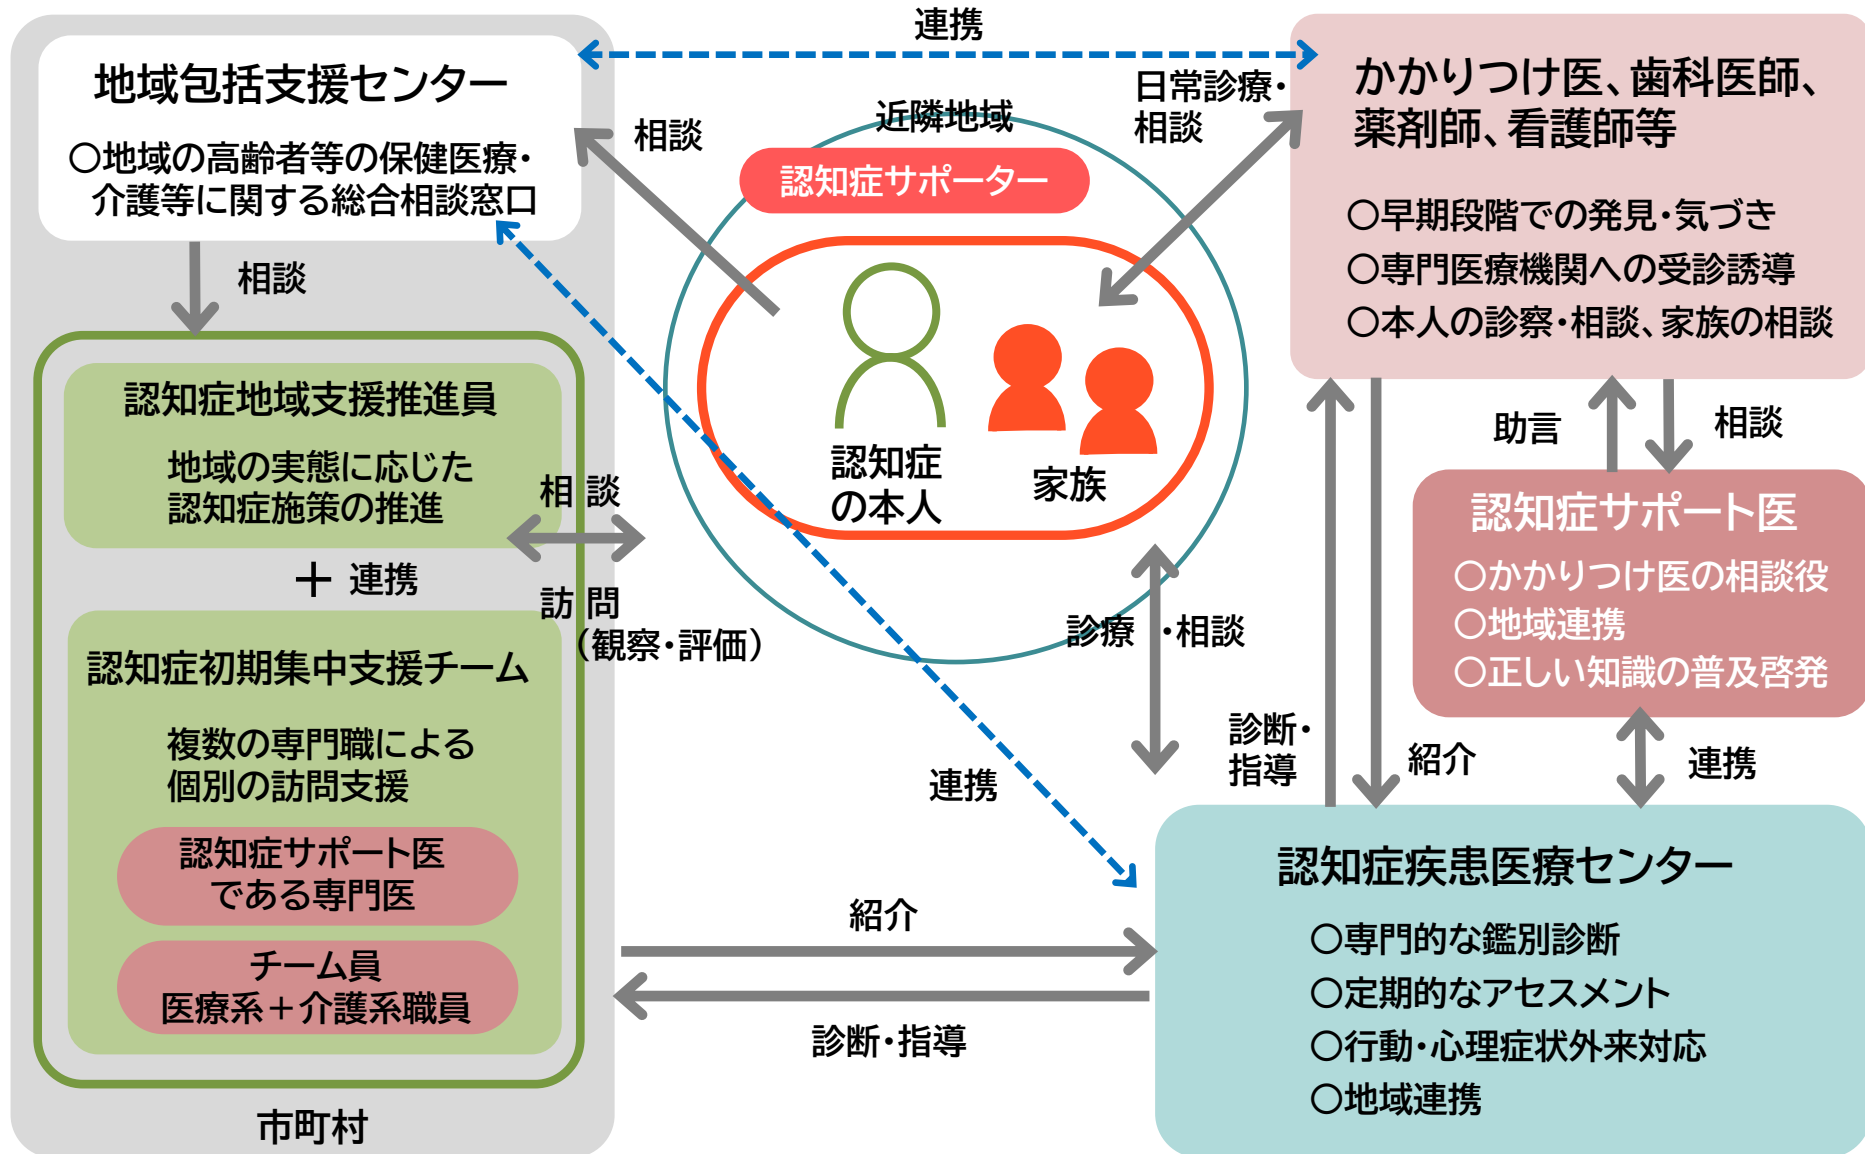 連携
地域包括支援センター
○地域の高齢者等の保健医療・
介護等に関する総合相談窓口
相談
近隣地域
認知症サポーター
日常診療・
相談
かかりつけ医、歯科医師、
薬剤師、看護師等
○早期段階での発見・気づき
○専門医療機関への受診誘導
○本人の診察・相談、家族の相談
相談
認知症地域支援推進員
地域の実態に応じた
認知症施策の推進
＋ 連携
相 談
訪 問
（観察・評価）
認知症
の本人
家族
助言
相談
認知症サポート医
○かかりつけ医の相談役
○地域連携
○正しい知識の普及啓発
認知症初期集中支援チーム
複数の専門職による
個別の訪問支援
認知症サポート医
である専門医
チーム員
医療系＋介護系職員
市町村
診療 ・相談
連携
診断・
指導
紹介
連携
紹介
診断・指導
認知症疾患医療センター
○専門的な鑑別診断
○定期的なアセスメント
○行動・心理症状外来対応
○地域連携